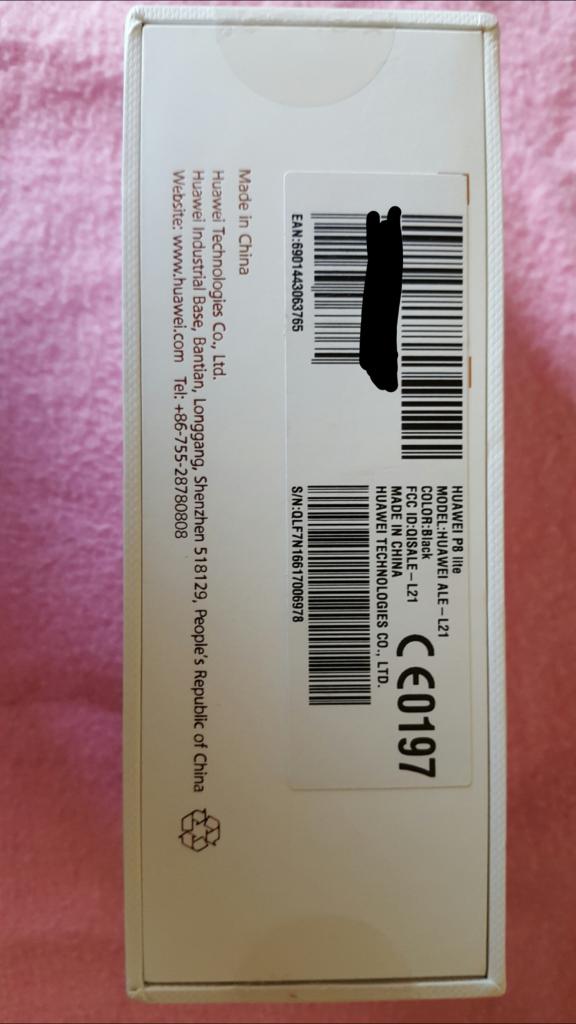 HUAWEI P8 lite
MODEL:HUAWEI ALE-L21
COLOR:Black
FCC ID:QISALE-L21
MADE IN CHINA
HUAWEI TECHNOLOGIES CO., LTD.
CE0197
EAN:6901443063765
S/N:QLF7N16617006978
Made in China
Huawei Technologies Co., Ltd.
Huawei Industrial Base, Bantian, Longgang, Shenzhen 518129, People's Republic of China
Website: www.huawei.com Tel: +86-755-28780808